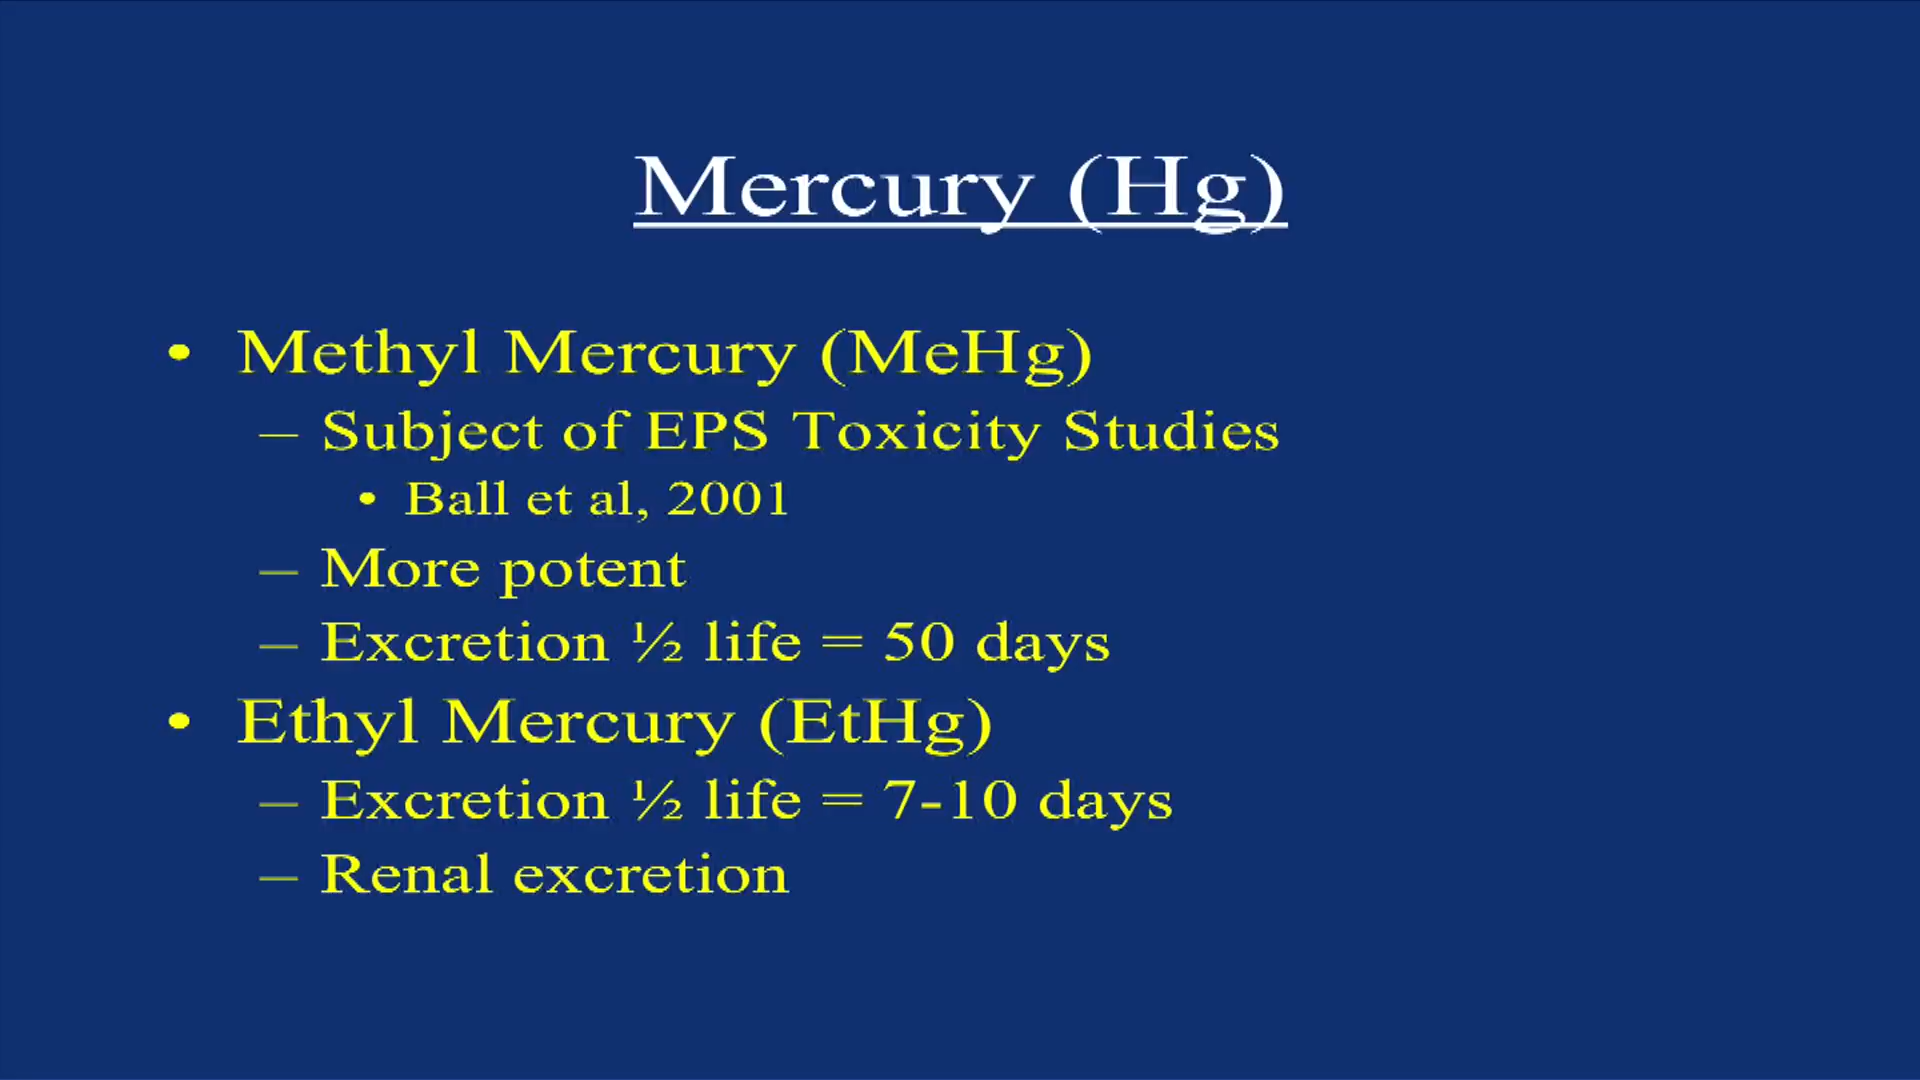 Mercury (Hg)
• Methyl Mercury (MeHg)
– Subject of EPS Toxicity Studies
• Ball et al, 2001
– More potent
– Excretion ½ life = 50 days
• Ethyl Mercury (EtHg)
– Excretion ½ life = 7-10 days
– Renal excretion